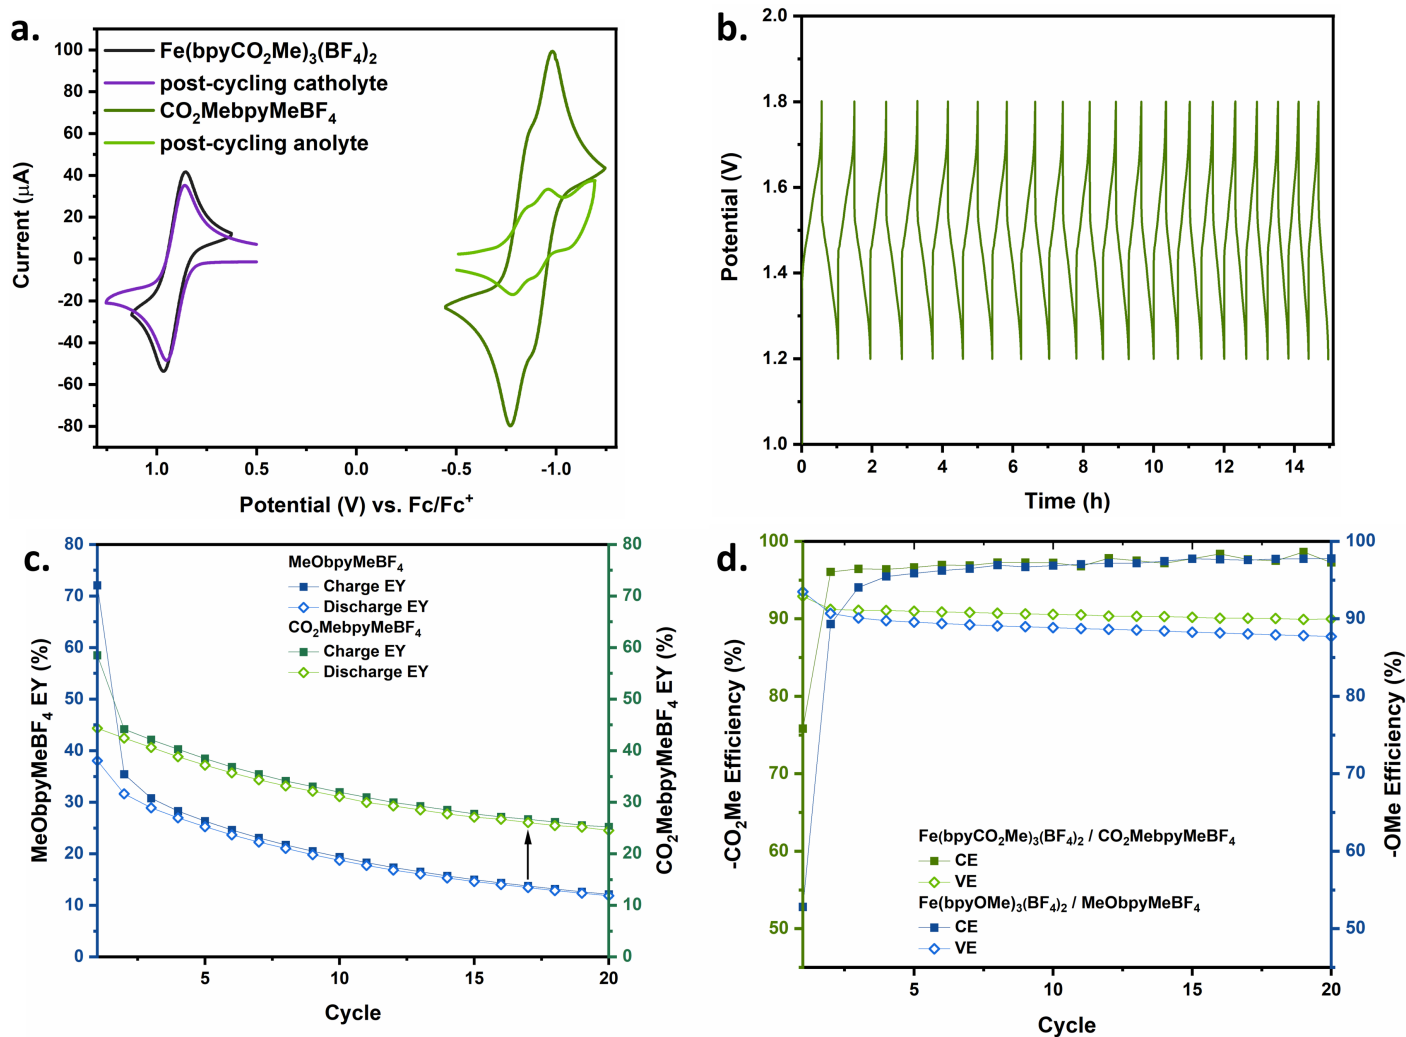 a.
Fe(bpyCO₂Me)₃(BF₄)₂
post-cycling catholyte
CO₂MebpyMeBF₄
post-cycling anolyte
Current (μA)
100
80
60
40
20
0
-20
-40
-60
-80
1.0
0.5
0.0
-0.5
-1.0
Potential (V) vs. Fc/Fc⁺
b.
Potential (V)
2.0
1.8
1.6
1.4
1.2
1.0
0
2
4
6
8
10
12
14
Time (h)
c.
MeObpyMeBF₄ EY (%)
80
70
60
50
40
30
20
10
0
MeObpyMeBF₄
Charge EY
Discharge EY
CO₂MebpyMeBF₄
Charge EY
Discharge EY
80
70
60
50
40
30
20
10
0
CO₂MebpyMeBF₄ EY (%)
5
10
15
20
Cycle
d.
-CO₂Me Efficiency (%)
100
90
80
70
60
50
Fe(bpyCO₂Me)₃(BF₄)₂ / CO₂MebpyMeBF₄
CE
VE
Fe(bpyOMe)₃(BF₄)₂ / MeObpyMeBF₄
CE
VE
100
90
80
70
60
50
-OMe Efficiency (%)
5
10
15
20
Cycle